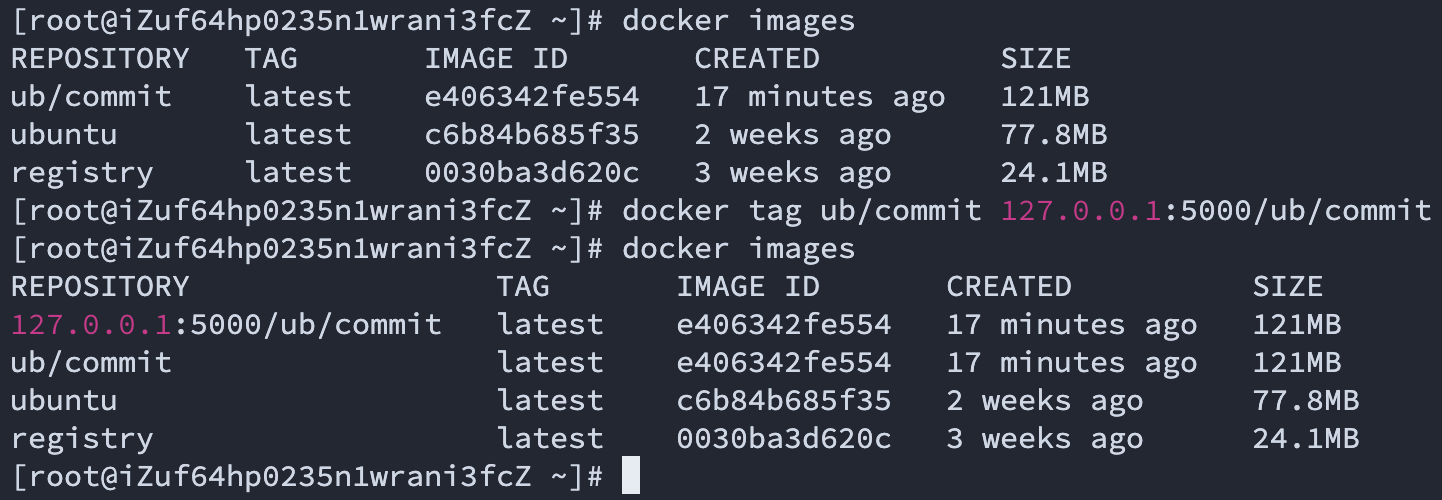 [root@iZuf64hp0235n1wrani3fcZ ~]# docker images
REPOSITORY   TAG       IMAGE ID       CREATED          SIZE
ub/commit    latest    e406342fe554   17 minutes ago   121MB
ubuntu       latest    c6b84b685f35   2 weeks ago      77.8MB
registry     latest    0030ba3d620c   3 weeks ago      24.1MB
[root@iZuf64hp0235n1wrani3fcZ ~]# docker tag ub/commit 127.0.0.1:5000/ub/commit
[root@iZuf64hp0235n1wrani3fcZ ~]# docker images
REPOSITORY                 TAG       IMAGE ID       CREATED          SIZE
127.0.0.1:5000/ub/commit   latest    e406342fe554   17 minutes ago   121MB
ub/commit                  latest    e406342fe554   17 minutes ago   121MB
ubuntu                     latest    c6b84b685f35   2 weeks ago      77.8MB
registry                   latest    0030ba3d620c   3 weeks ago      24.1MB
[root@iZuf64hp0235n1wrani3fcZ ~]#